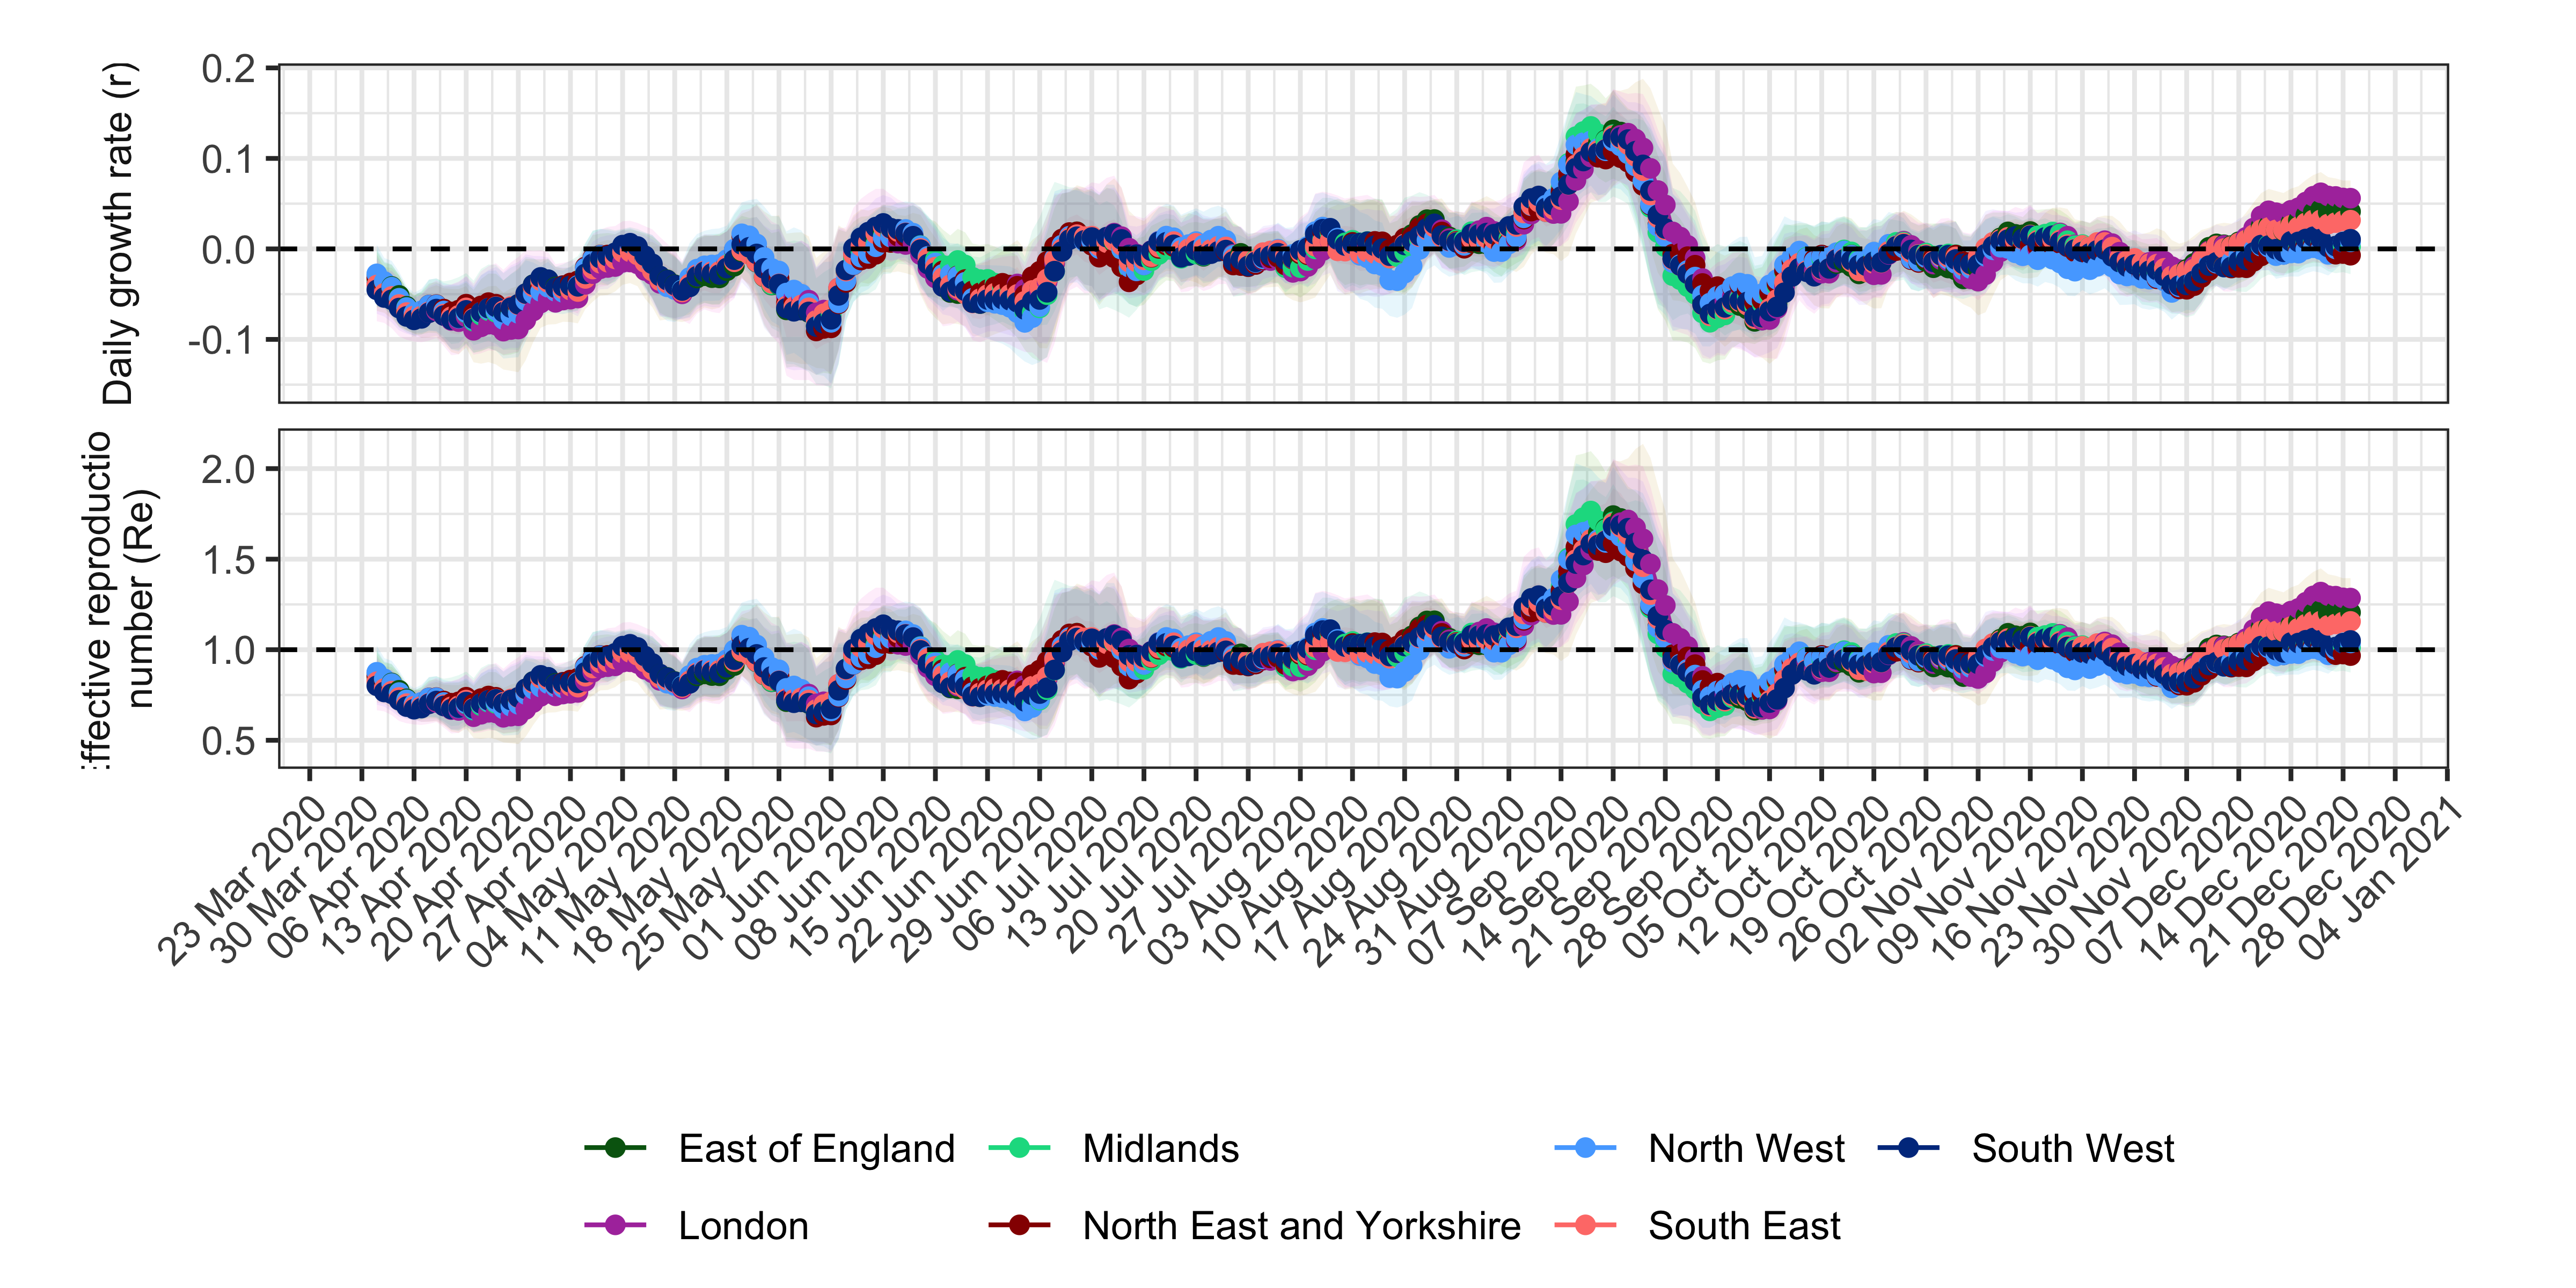 Daily growth rate (r)
0.2
0.1
0.0
-0.1
ffective reproductio
number (Re)
2.0
1.5
1.0
0.5
23 Mar 2020
30 Mar 2020
06 Apr 2020
13 Apr 2020
20 Apr 2020
27 Apr 2020
04 May 2020
11 May 2020
18 May 2020
25 May 2020
01 Jun 2020
08 Jun 2020
15 Jun 2020
22 Jun 2020
29 Jun 2020
06 Jul 2020
13 Jul 2020
20 Jul 2020
27 Jul 2020
03 Aug 2020
10 Aug 2020
17 Aug 2020
24 Aug 2020
31 Aug 2020
07 Sep 2020
14 Sep 2020
21 Sep 2020
28 Sep 2020
05 Oct 2020
12 Oct 2020
19 Oct 2020
26 Oct 2020
02 Nov 2020
09 Nov 2020
16 Nov 2020
23 Nov 2020
30 Nov 2020
07 Dec 2020
14 Dec 2020
21 Dec 2020
28 Dec 2020
04 Jan 2021
East of England Midlands North West South West
London North East and Yorkshire South East